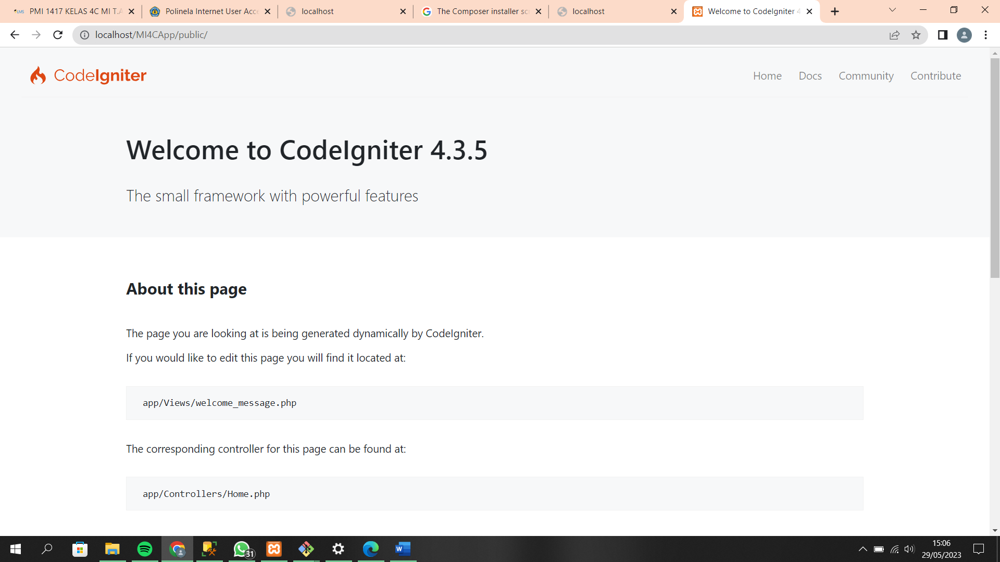 PMI 1417 KELAS 4C MI T.A
Polinela Internet User Acce
localhost
The Composer installer scr
localhost
Welcome to CodeIgniter 4
localhost/MI4CApp/public/
CodeIgniter
Home
Docs
Community
Contribute
Welcome to CodeIgniter 4.3.5
The small framework with powerful features
About this page
The page you are looking at is being generated dynamically by CodeIgniter.
If you would like to edit this page you will find it located at:
app/Views/welcome_message.php
The corresponding controller for this page can be found at:
app/Controllers/Home.php
31
15:06
29/05/2023